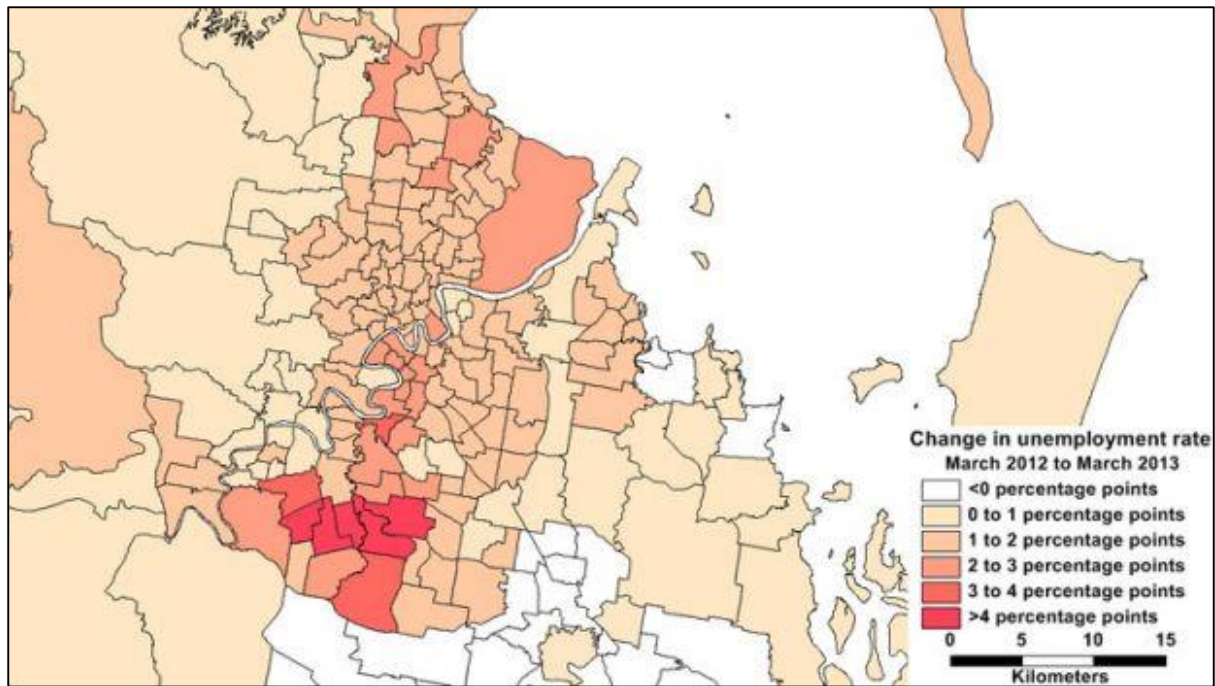 Change in unemployment rate
March 2012 to March 2013
<0 percentage points
0 to 1 percentage points
1 to 2 percentage points
2 to 3 percentage points
3 to 4 percentage points
>4 percentage points
0 5 10 15
Kilometers